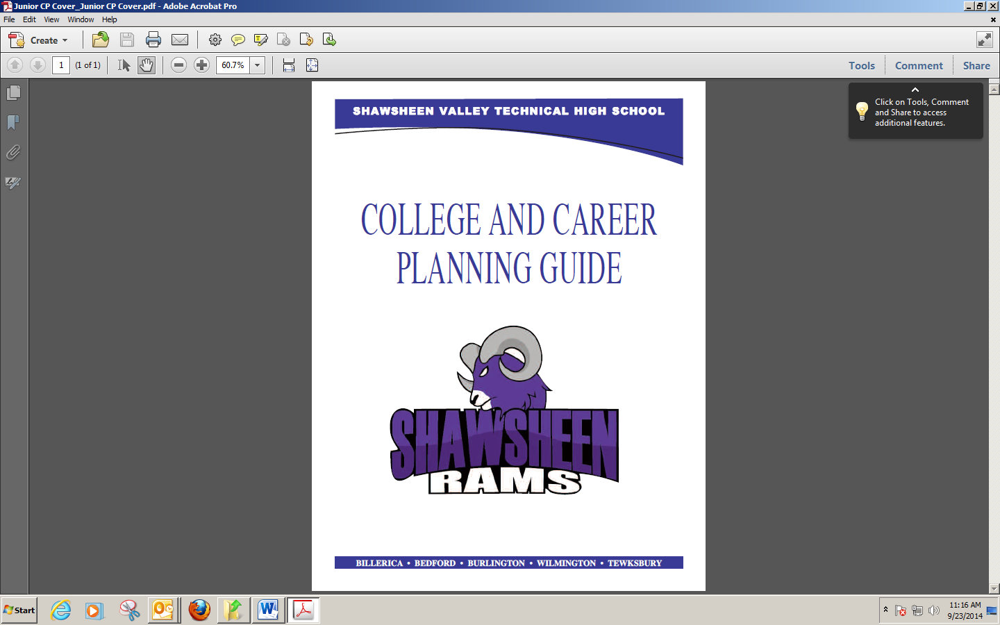 Junior CP Cover_Junior CP Cover.pdf - Adobe Acrobat Pro
File Edit View Window Help
Create
1 (1 of 1) 60.7% Tools Comment Share
Click on Tools, Comment
and Share to access
additional features.
SHAWSHEEN VALLEY TECHNICAL HIGH SCHOOL
COLLEGE AND CAREER
PLANNING GUIDE
SHAWSHEEN
RAMS
BILLERICA • BEDFORD • BURLINGTON • WILMINGTON • TEWKSBURY
Start
11:16 AM
9/23/2014